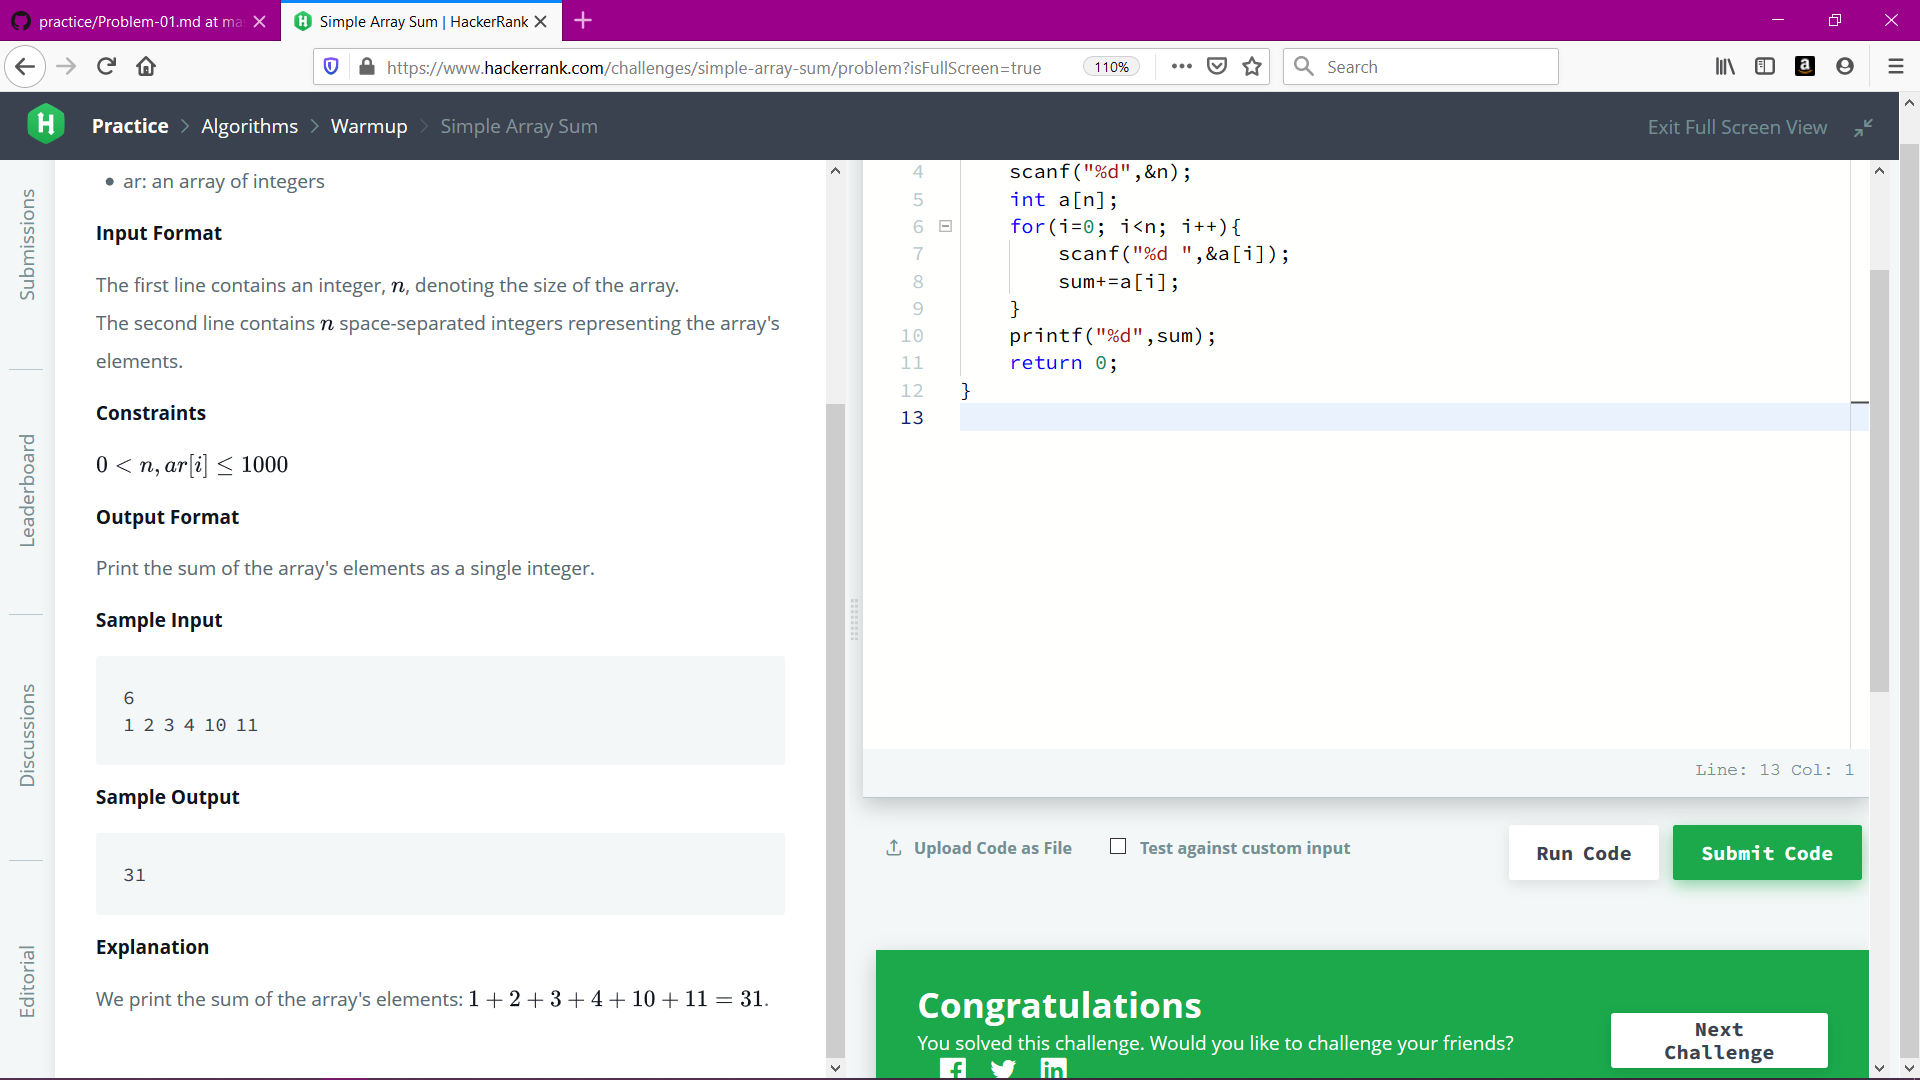 practice/Problem-01.md at ma
Simple Array Sum | HackerRank
https://www.hackerrank.com/challenges/simple-array-sum/problem?isFullScreen=true
110%
Search
H
Practice > Algorithms > Warmup > Simple Array Sum
Exit Full Screen View
Submissions
Leaderboard
Discussions
Editorial
• ar: an array of integers
Input Format
The first line contains an integer, n, denoting the size of the array.
The second line contains n space-separated integers representing the array's
elements.
Constraints
0 < n, ar[i] ≤ 1000
Output Format
Print the sum of the array's elements as a single integer.
Sample Input
6
1 2 3 4 10 11
Sample Output
31
Explanation
We print the sum of the array's elements: 1 + 2 + 3 + 4 + 10 + 11 = 31.
4 scanf("%d",&n);
5 int a[n];
6 for(i=0; i<n; i++){
7 scanf("%d ",&a[i]);
8 sum+=a[i];
9 }
10 printf("%d",sum);
11 return 0;
12 }
13
Line: 13 Col: 1
Upload Code as File
Test against custom input
Run Code
Submit Code
Congratulations
You solved this challenge. Would you like to challenge your friends?
Next
Challenge